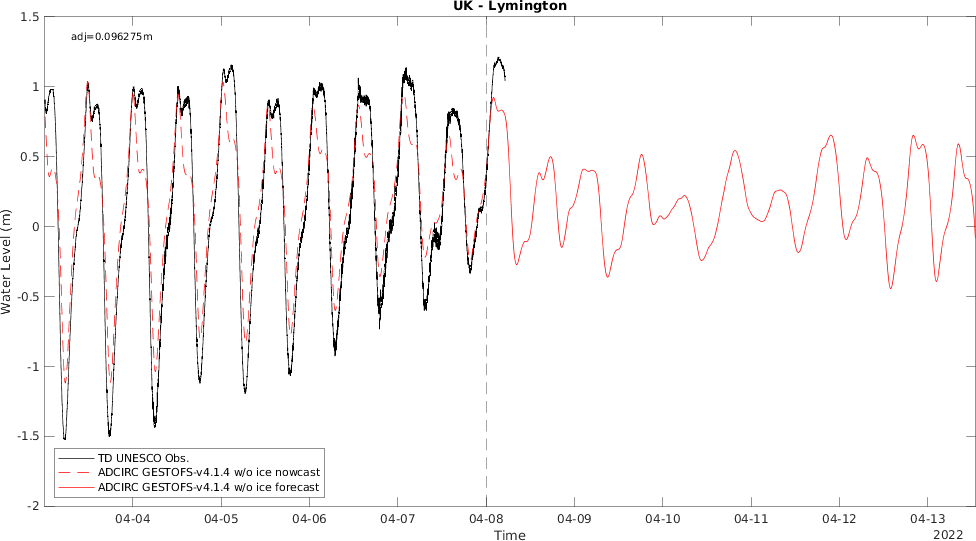 UK - Lymington
adj=0.096275m
Water Level (m)
1.5
1
0.5
0
-0.5
-1
-1.5
-2
TD UNESCO Obs.
ADCIRC GESTOFS-v4.1.4 w/o ice nowcast
ADCIRC GESTOFS-v4.1.4 w/o ice forecast
04-04 04-05 04-06 04-07 04-08 04-09 04-10 04-11 04-12 04-13
Time
2022